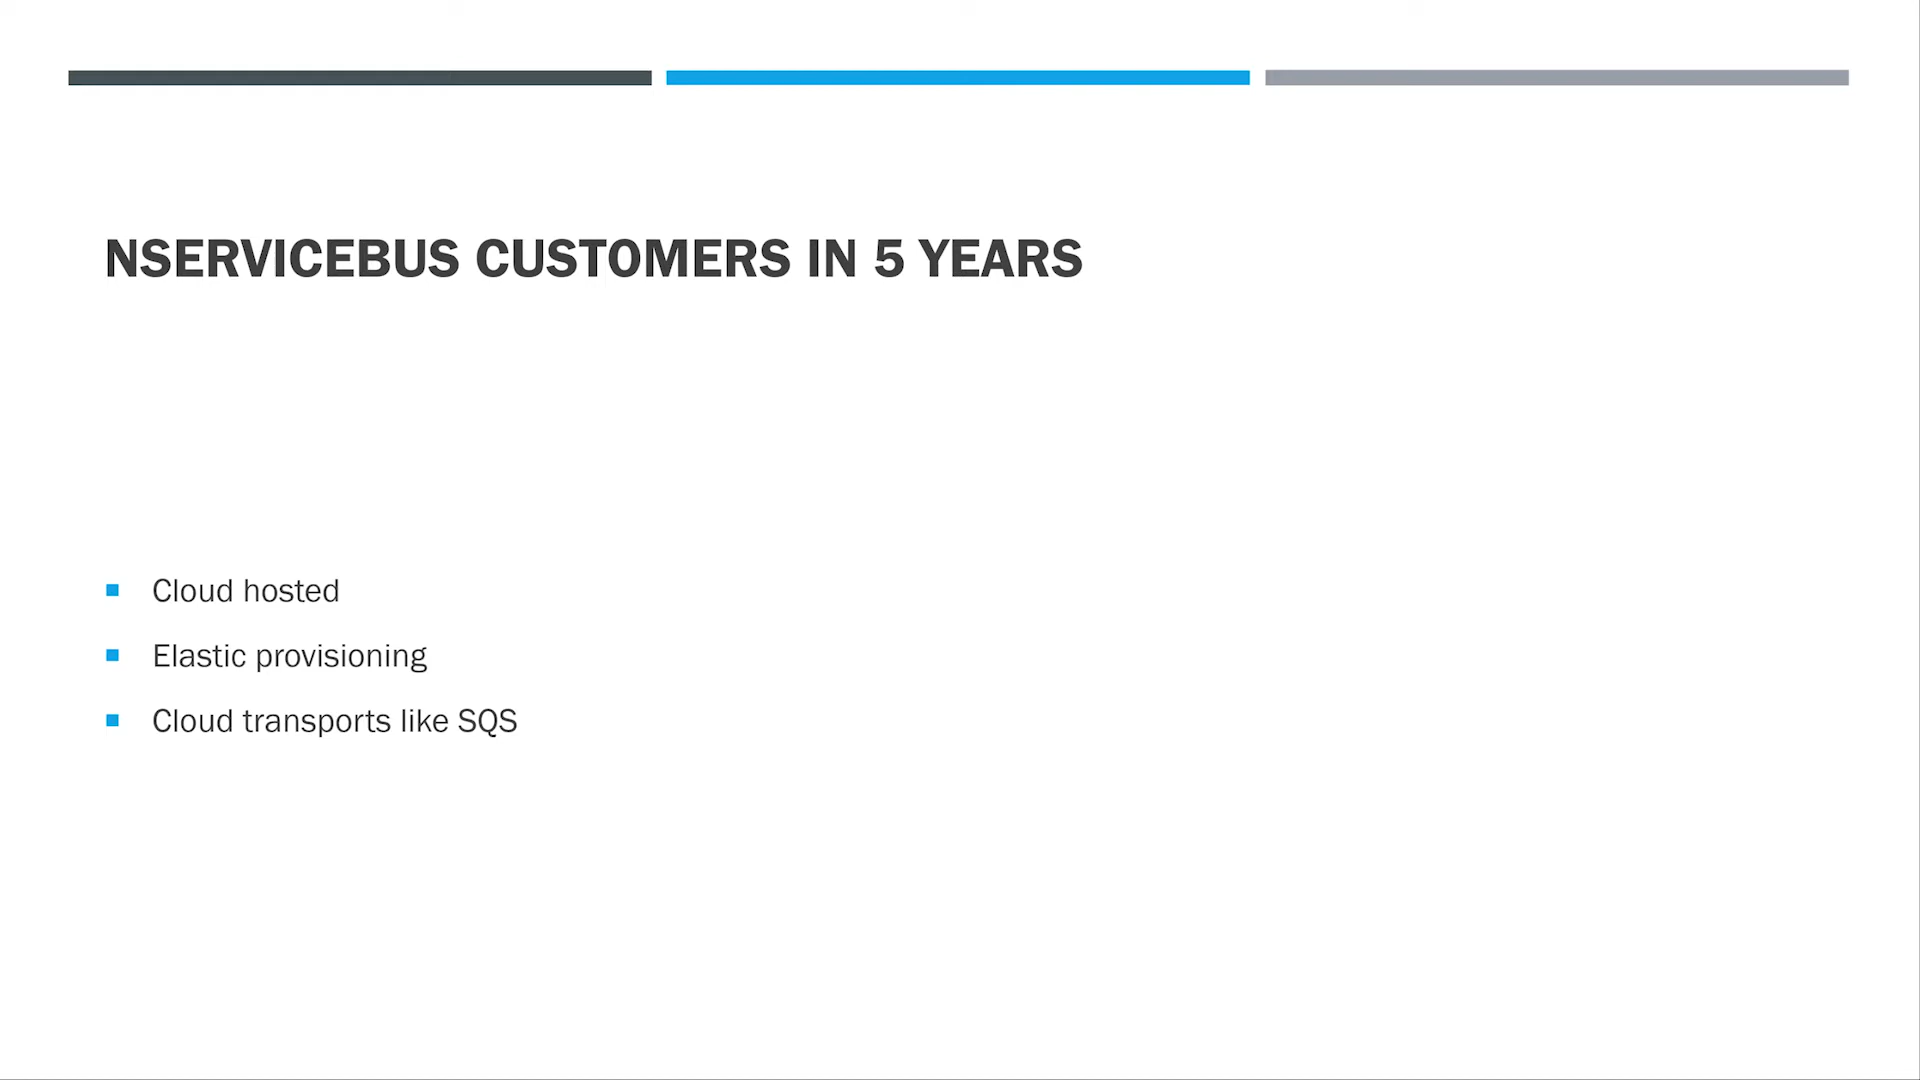 NSERVICEBUS CUSTOMERS IN 5 YEARS
Cloud hosted
Elastic provisioning
Cloud transports like SQS